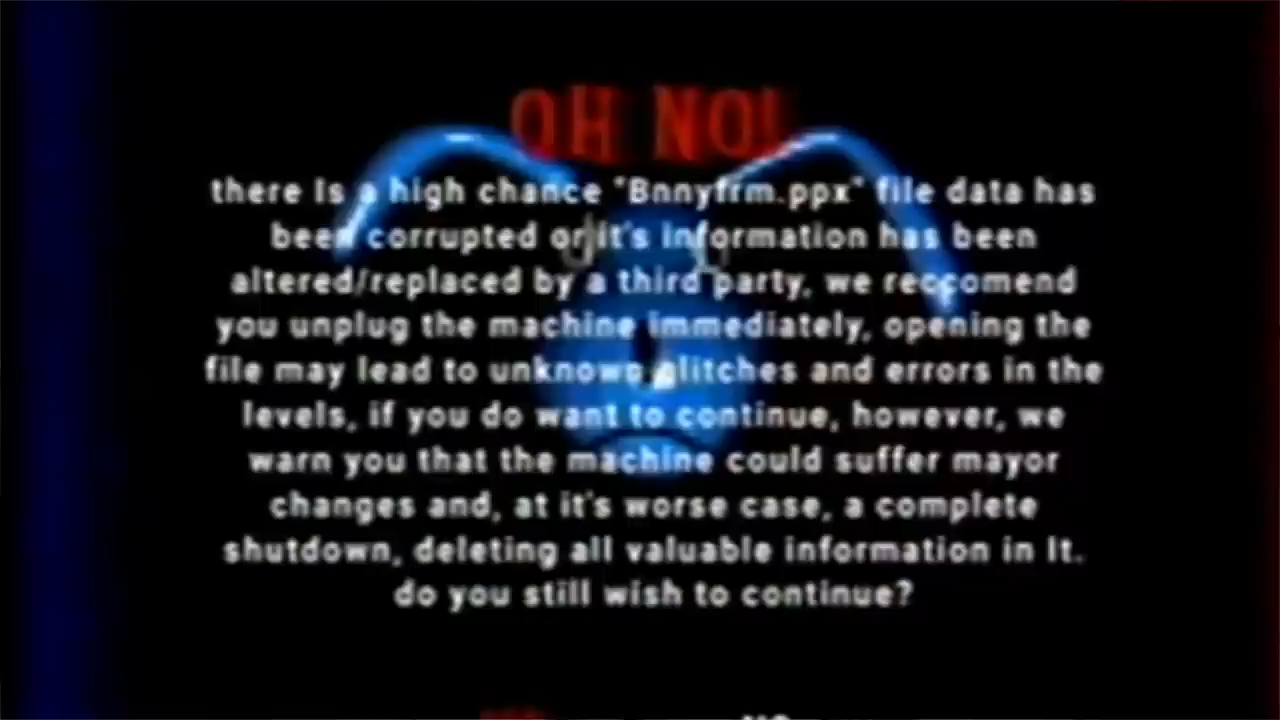 OH NO!
there Is a high chance "Bnnyfrm.ppx" file data has
been corrupted or it's information has been
altered/replaced by a third party, we reccomend
you unplug the machine immediately, opening the
file may lead to unknown glitches and errors in the
levels, if you do want to continue, however, we
warn you that the machine could suffer mayor
changes and, at it's worse case, a complete
shutdown, deleting all valuable information in It.
do you still wish to continue?